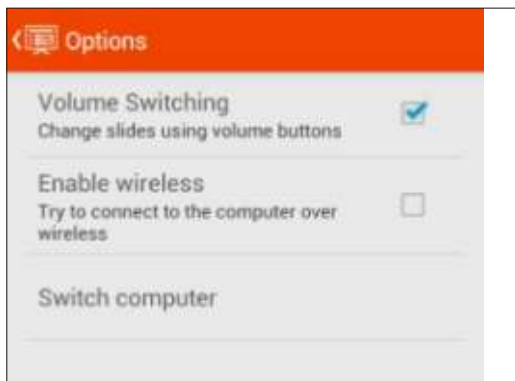 Options
Volume Switching
Change slides using volume buttons
Enable wireless
Try to connect to the computer over
wireless
Switch computer